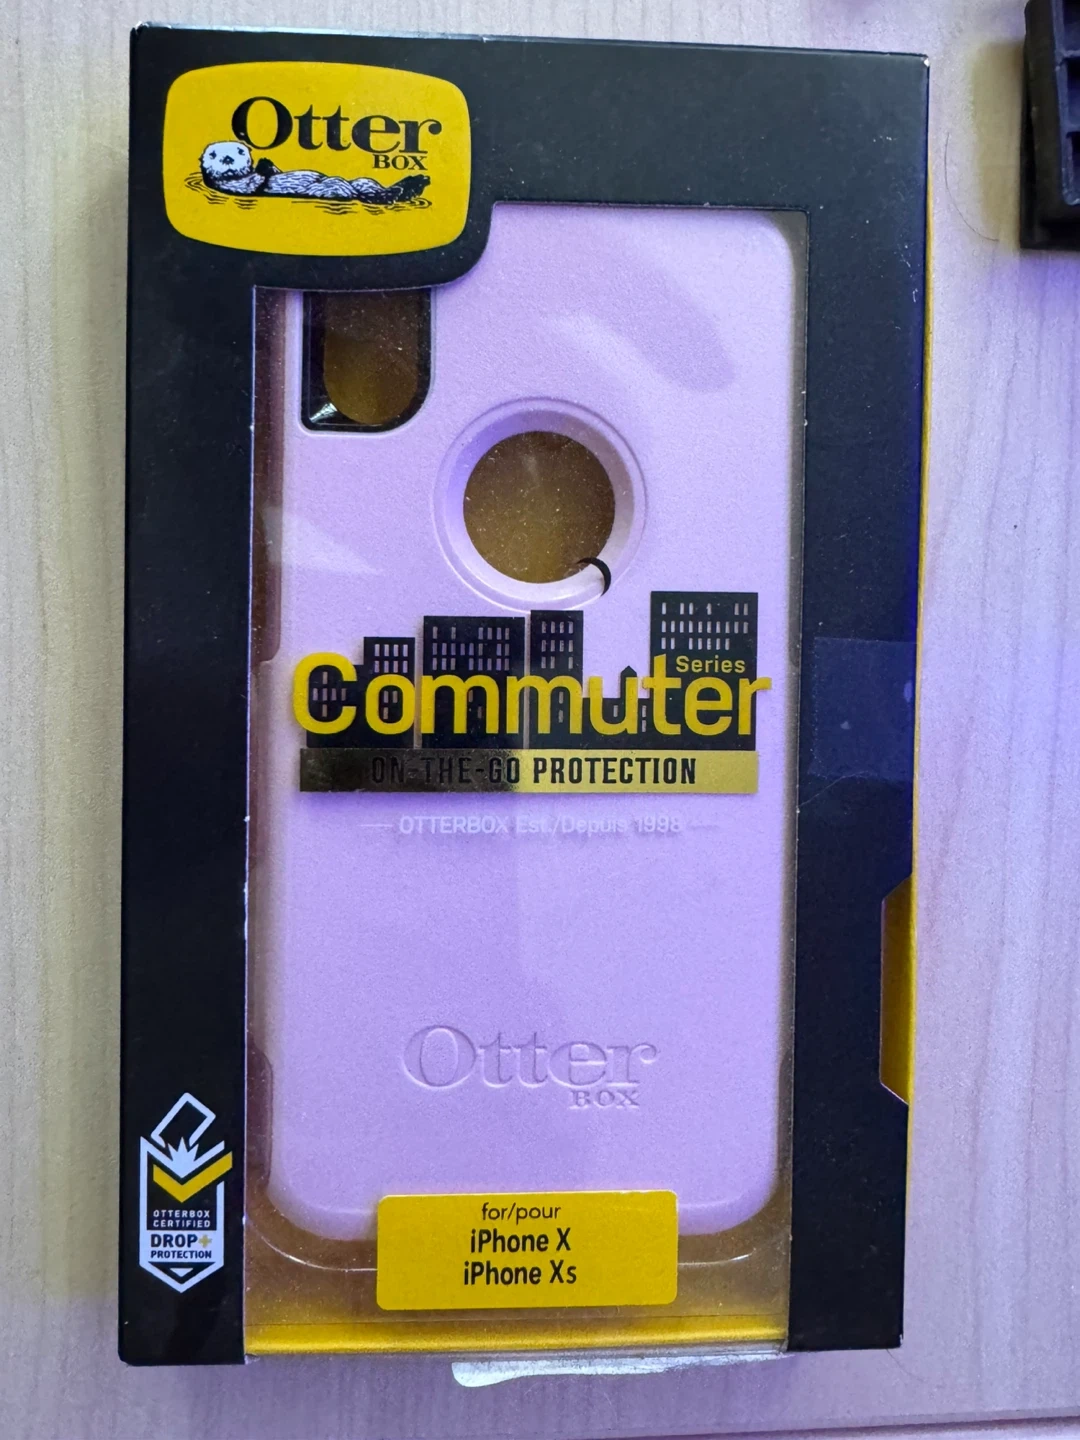 Otter
BOX
Series
Commuter
ON-THE-GO PROTECTION
OTTERBOX Est./Depuis 1998
Otter
BOX
OTTERBOX
CERTIFIED
DROP+
PROTECTION
for/pour
iPhone X
iPhone Xs